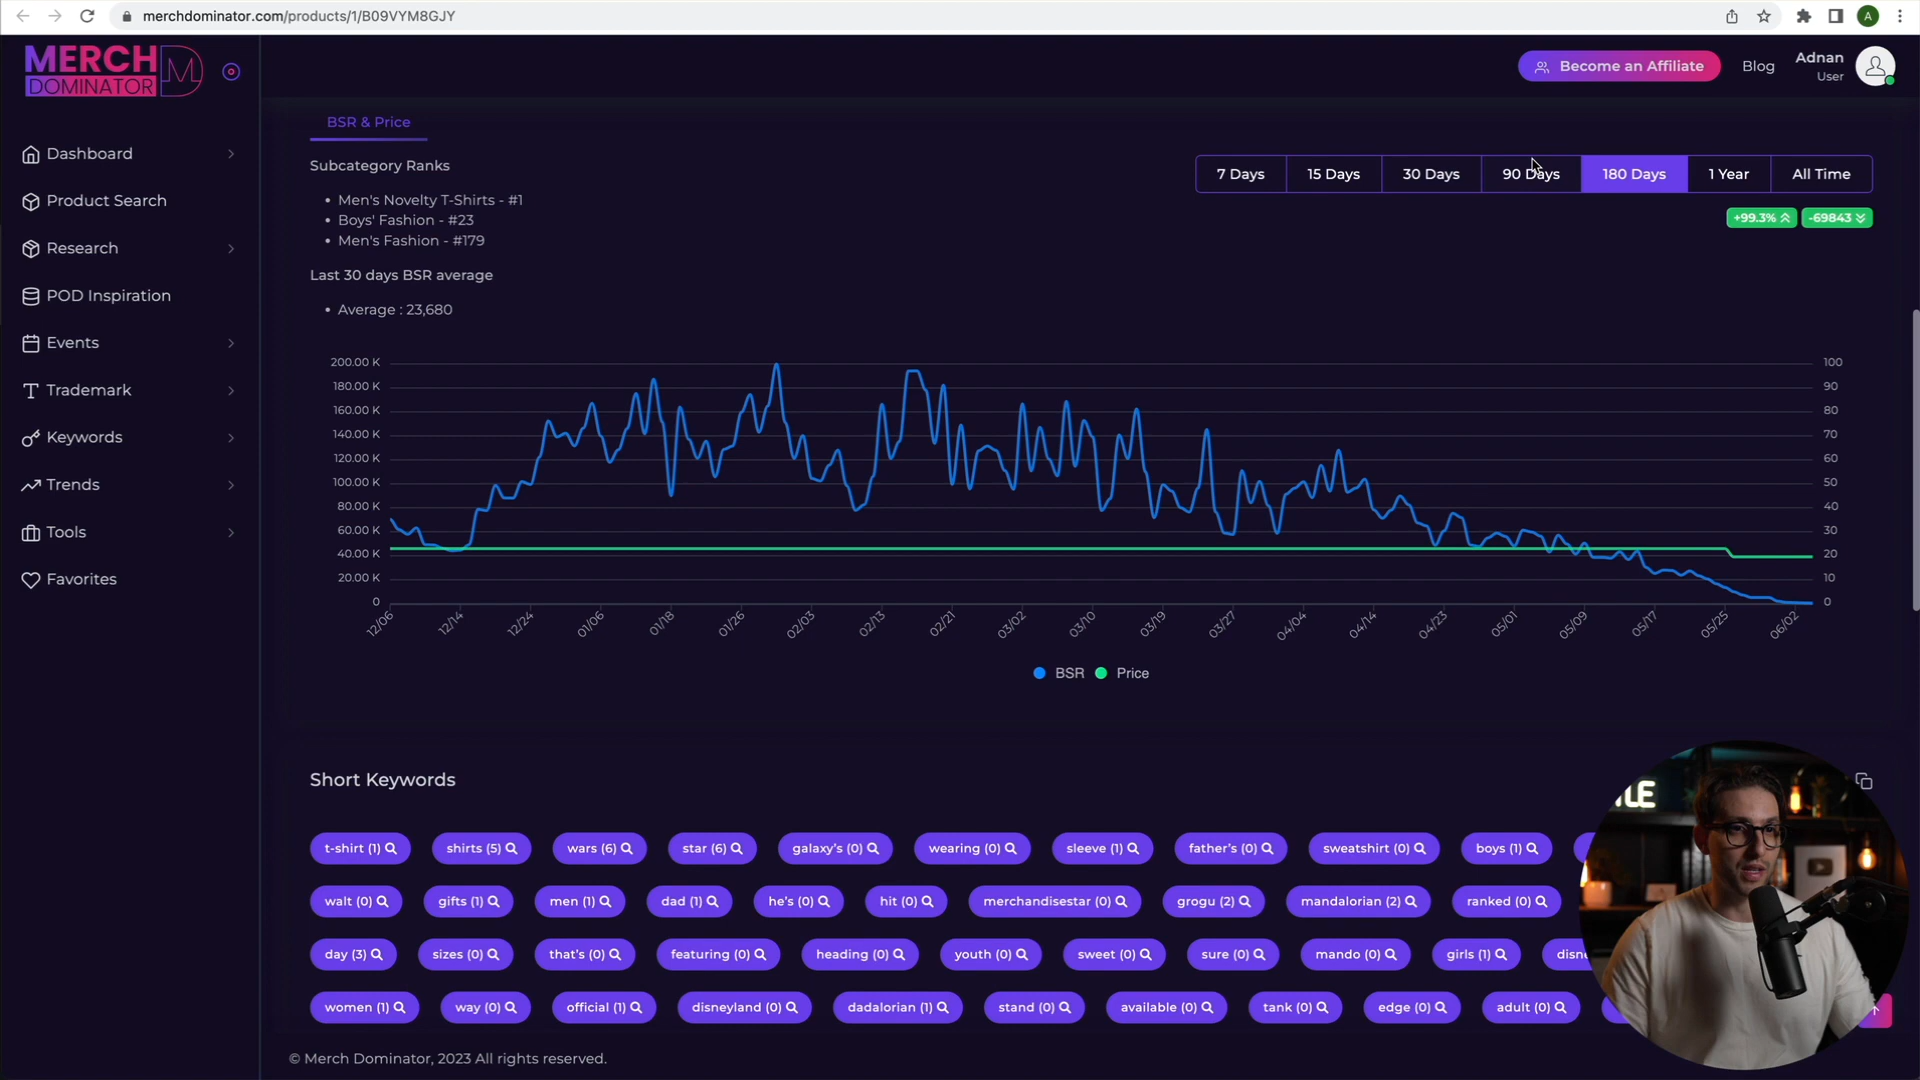 merchdominator.com/products/1/B09VYM8GJY
A
MERCH
DOMINATOR
Become an Affiliate
Blog
Adnan
User
Dashboard
Product Search
Research
POD Inspiration
Events
Trademark
Keywords
Trends
Tools
Favorites
BSR & Price
Subcategory Ranks
• Men's Novelty T-Shirts - #1
• Boys' Fashion - #23
• Men's Fashion - #179
Last 30 days BSR average
• Average : 23,680
7 Days 15 Days 30 Days 90 Days 180 Days 1 Year All Time
+99.3% -69843
200.00 K 100
180.00 K 90
160.00 K 80
140.00 K 70
120.00 K 60
100.00 K 50
80.00 K 40
60.00 K 30
40.00 K 20
20.00 K 10
0 0
12/06 12/14 12/24 01/06 01/18 01/26 02/03 02/13 02/21 03/02 03/10 03/19 03/27 04/04 04/14 04/23 05/01 05/09 05/17 05/25 06/02
BSR Price
Short Keywords
t-shirt (1) shirts (5) wars (6) star (6) galaxy's (0) wearing (0) sleeve (1) father's (0) sweatshirt (0) boys (1)
walt (0) gifts (1) men (1) dad (1) he's (0) hit (0) merchandisestar (0) grogu (2) mandalorian (2) ranked (0)
day (3) sizes (0) that's (0) featuring (0) heading (0) youth (0) sweet (0) sure (0) mando (0) girls (1)
women (1) way (0) official (1) disneyland (0) dadalorian (1) stand (0) available (0) tank (0) edge (0) adult (0)
© Merch Dominator, 2023 All rights reserved.